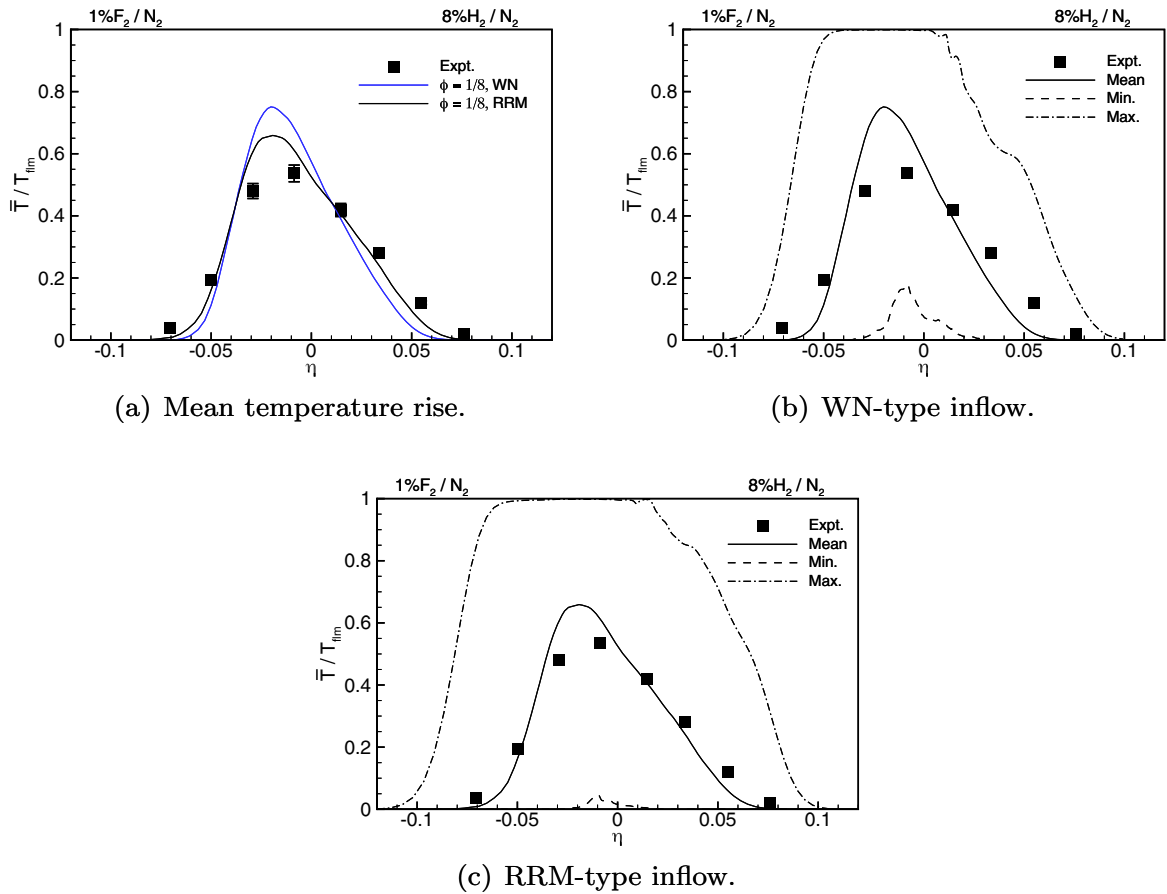 1%F₂ / N₂ 8%H₂ / N₂
1
0.8
0.6
0.4
0.2
0
T̿ / T_flm
Expt.
ϕ = 1/8, WN
ϕ = 1/8, RRM
-0.1 -0.05 0 0.05 0.1
η
(a) Mean temperature rise.
1%F₂ / N₂ 8%H₂ / N₂
1
0.8
0.6
0.4
0.2
0
T̿ / T_flm
Expt.
Mean
Min.
Max.
-0.1 -0.05 0 0.05 0.1
η
(b) WN-type inflow.
1%F₂ / N₂ 8%H₂ / N₂
1
0.8
0.6
0.4
0.2
0
T̿ / T_flm
Expt.
Mean
Min.
Max.
-0.1 -0.05 0 0.05 0.1
η
(c) RRM-type inflow.